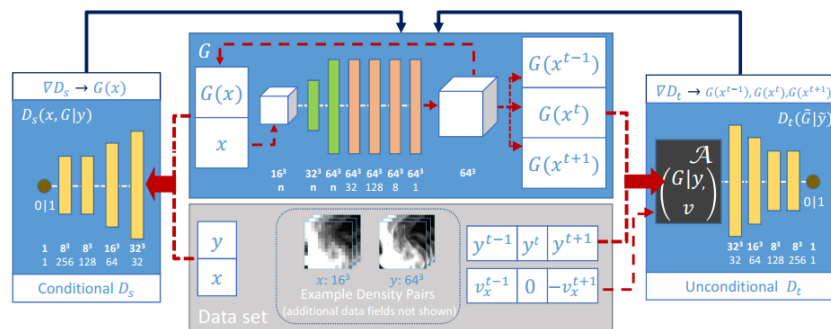 ∇D_s → G(x)
D_s(x, G|y)
0|1
1 8³ 8³ 16³ 32³
1 256 128 64 32
Conditional D_s
G
G(x)
x
16³ 32³ 64³ 64³ 64³ 64³ 64³
n n n 32 128 8 1
64³
G(x^{t−1})
G(x^t)
G(x^{t+1})
y
x
x: 16³ y: 64³
Example Density Pairs
(additional data fields not shown)
Data set
y^{t−1} y^t y^{t+1}
v_x^{t−1} 0 −v_x^{t+1}
∇D_t → G(x^{t−1}), G(x^t), G(x^{t+1})
D_t(G̃|ỹ)
𝒜
(G|y,
v)
0|1
32³ 16³ 8³ 8³ 1
32 64 128 256 1
Unconditional D_t